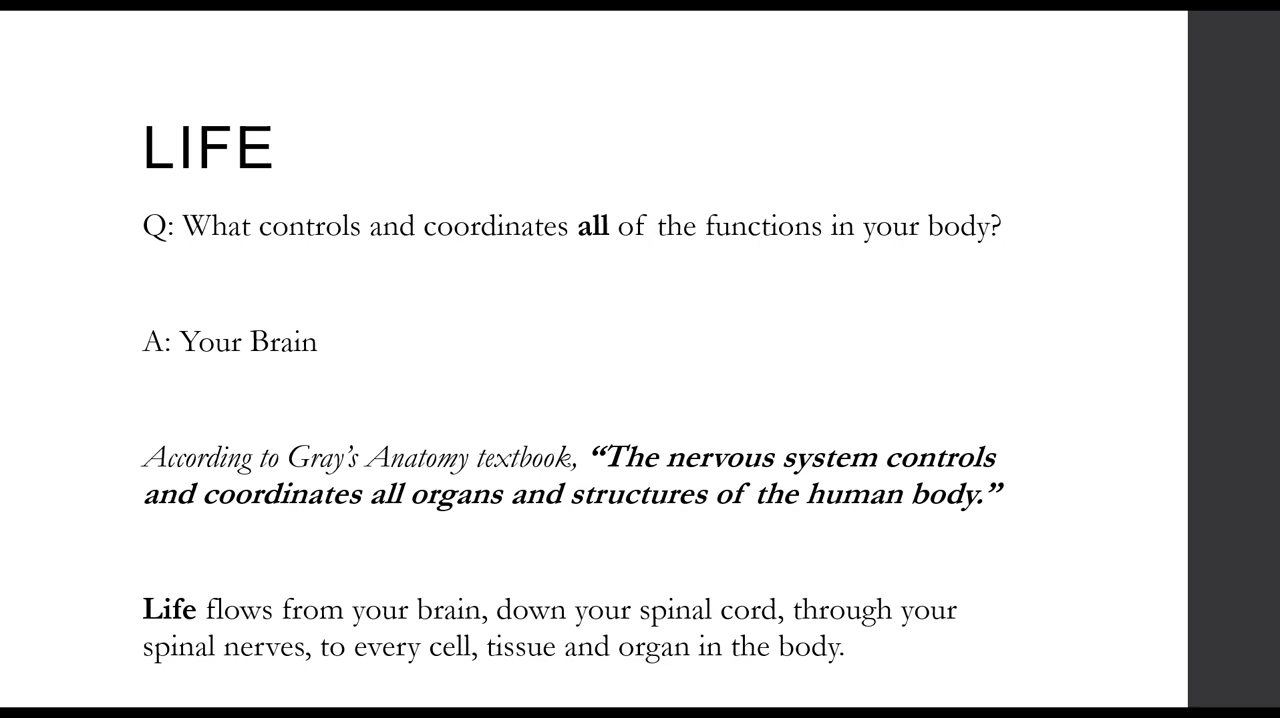 LIFE
Q: What controls and coordinates all of the functions in your body?
A: Your Brain
According to Gray’s Anatomy textbook, “The nervous system controls
and coordinates all organs and structures of the human body.”
Life flows from your brain, down your spinal cord, through your
spinal nerves, to every cell, tissue and organ in the body.